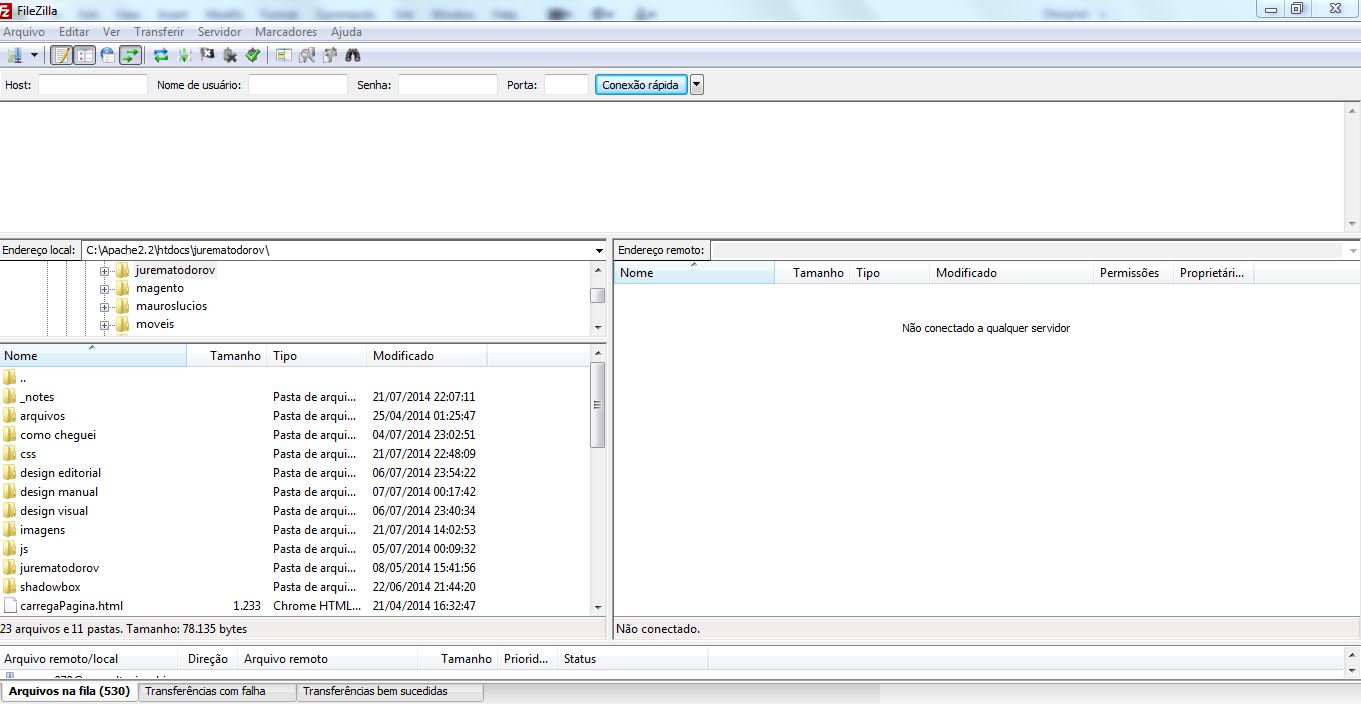 FileZilla
Arquivo Editar Ver Transferir Servidor Marcadores Ajuda
Host: Nome de usuário: Senha: Porta: Conexão rápida
Endereço local: C:\Apache2.2\htdocs\jurematodorov\
jurematodorov
magento
mauroslucios
moveis
Nome Tamanho Tipo Modificado
..
_notes Pasta de arqui... 21/07/2014 22:07:11
arquivos Pasta de arqui... 25/04/2014 01:25:47
como cheguei Pasta de arqui... 04/07/2014 23:02:51
css Pasta de arqui... 21/07/2014 22:48:09
design editorial Pasta de arqui... 06/07/2014 23:54:22
design manual Pasta de arqui... 07/07/2014 00:17:42
design visual Pasta de arqui... 06/07/2014 23:40:34
imagens Pasta de arqui... 21/07/2014 14:02:53
js Pasta de arqui... 05/07/2014 00:09:32
jurematodorov Pasta de arqui... 08/05/2014 15:41:56
shadowbox Pasta de arqui... 22/06/2014 21:44:20
carregaPagina.html 1.233 Chrome HTML... 21/04/2014 16:32:47
23 arquivos e 11 pastas. Tamanho: 78.135 bytes
Endereço remoto:
Nome Tamanho Tipo Modificado Permissões Proprietári...
Não conectado a qualquer servidor
Não conectado.
Arquivo remoto/local Direção Arquivo remoto Tamanho Priorid... Status
Arquivos na fila (530) Transferências com falha Transferências bem sucedidas